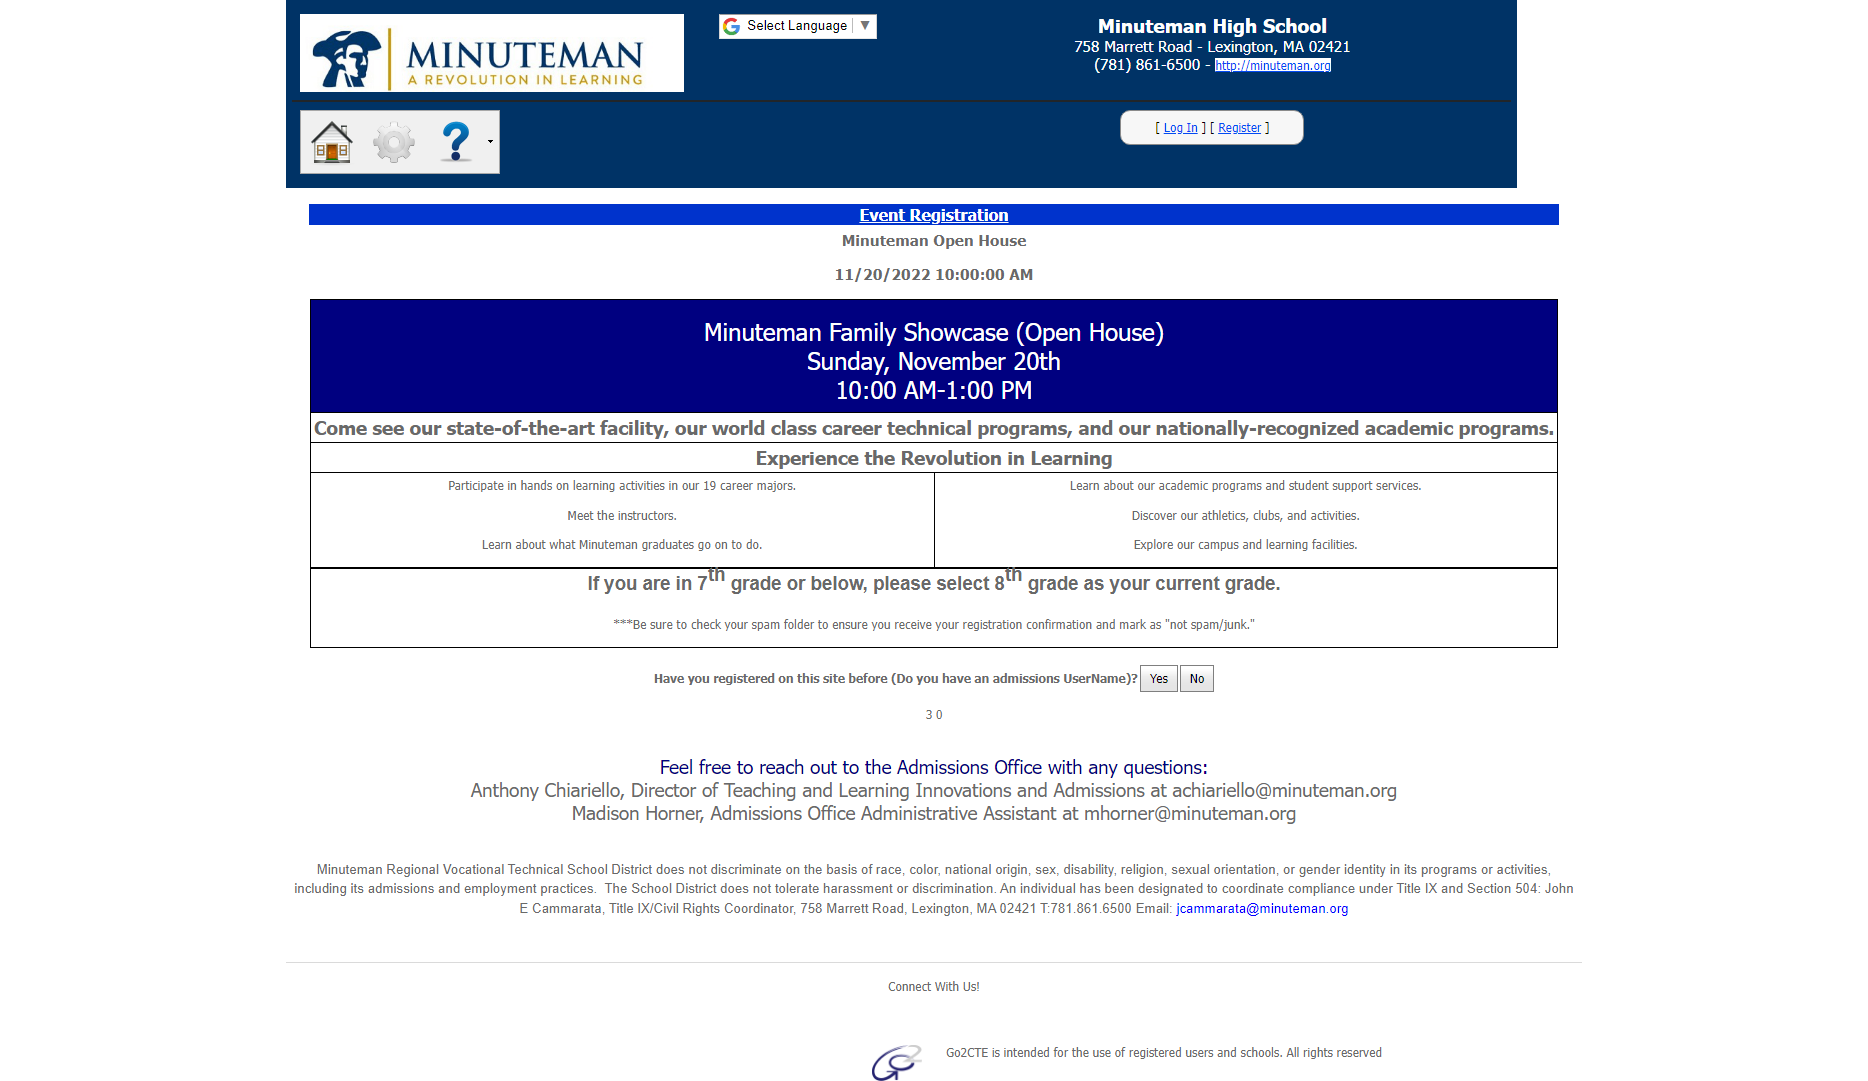 MINUTEMAN
A REVOLUTION IN LEARNING
Select Language ▼
Minuteman High School
758 Marrett Road - Lexington, MA 02421
(781) 861-6500 - http://minuteman.org
[ Log In ] [ Register ]
Event Registration
Minuteman Open House
11/20/2022 10:00:00 AM
Minuteman Family Showcase (Open House)
Sunday, November 20th
10:00 AM-1:00 PM
Come see our state-of-the-art facility, our world class career technical programs, and our nationally-recognized academic programs.
Experience the Revolution in Learning
Participate in hands on learning activities in our 19 career majors.
Meet the instructors.
Learn about what Minuteman graduates go on to do.
Learn about our academic programs and student support services.
Discover our athletics, clubs, and activities.
Explore our campus and learning facilities.
If you are in 7th grade or below, please select 8th grade as your current grade.
***Be sure to check your spam folder to ensure you receive your registration confirmation and mark as "not spam/junk."
Have you registered on this site before (Do you have an admissions UserName)? Yes No
3 0
Feel free to reach out to the Admissions Office with any questions:
Anthony Chiariello, Director of Teaching and Learning Innovations and Admissions at achiariello@minuteman.org
Madison Horner, Admissions Office Administrative Assistant at mhorner@minuteman.org
Minuteman Regional Vocational Technical School District does not discriminate on the basis of race, color, national origin, sex, disability, religion, sexual orientation, or gender identity in its programs or activities,
including its admissions and employment practices.  The School District does not tolerate harassment or discrimination. An individual has been designated to coordinate compliance under Title IX and Section 504: John
E Cammarata, Title IX/Civil Rights Coordinator, 758 Marrett Road, Lexington, MA 02421 T:781.861.6500 Email: jcammarata@minuteman.org
Connect With Us!
Go2CTE is intended for the use of registered users and schools. All rights reserved